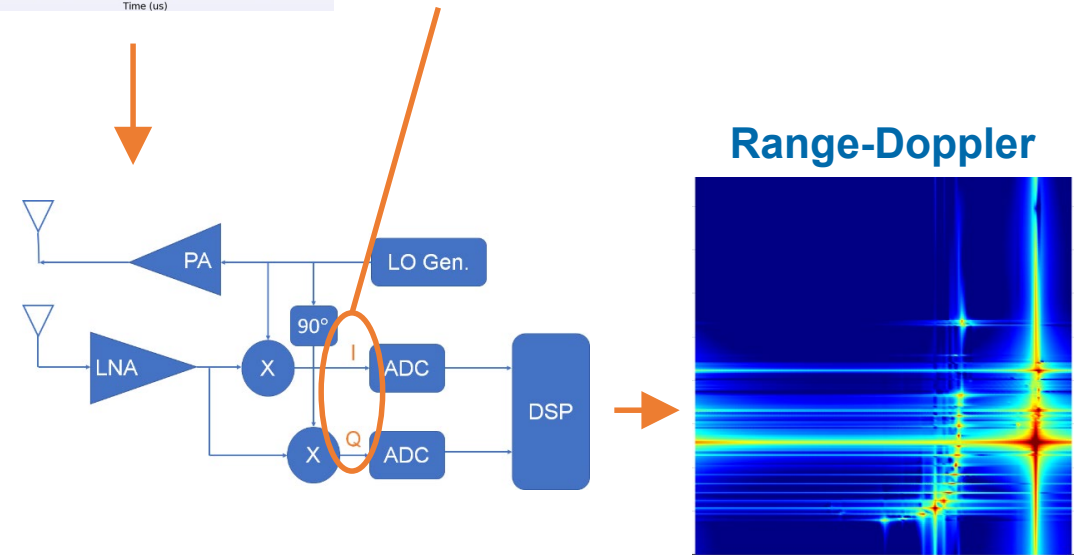 Time (us)
Range-Doppler
PA
LO Gen.
90°
LNA
X
I
ADC
DSP
X
Q
ADC